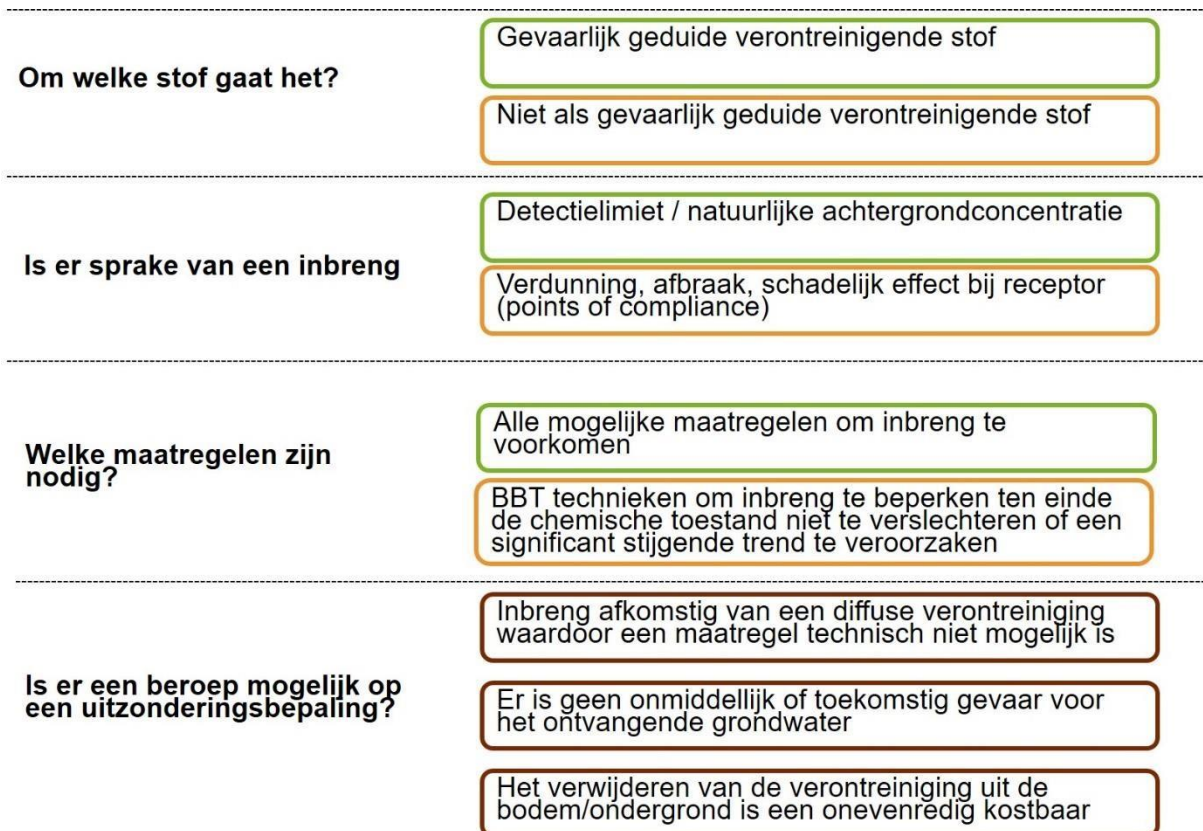 Om welke stof gaat het?
Gevaarlijk geduide verontreinigende stof
Niet als gevaarlijk geduide verontreinigende stof
Is er sprake van een inbreng
Detectielimiet / natuurlijke achtergrondconcentratie
Verdunning, afbraak, schadelijk effect bij receptor
(points of compliance)
Welke maatregelen zijn
nodig?
Alle mogelijke maatregelen om inbreng te
voorkomen
BBT technieken om inbreng te beperken ten einde
de chemische toestand niet te verslechteren of een
significant stijgende trend te veroorzaken
Is er een beroep mogelijk op
een uitzonderingsbepaling?
Inbreng afkomstig van een diffuse verontreiniging
waardoor een maatregel technisch niet mogelijk is
Er is geen onmiddellijk of toekomstig gevaar voor
het ontvangende grondwater
Het verwijderen van de verontreiniging uit de
bodem/ondergrond is een onevenredig kostbaar